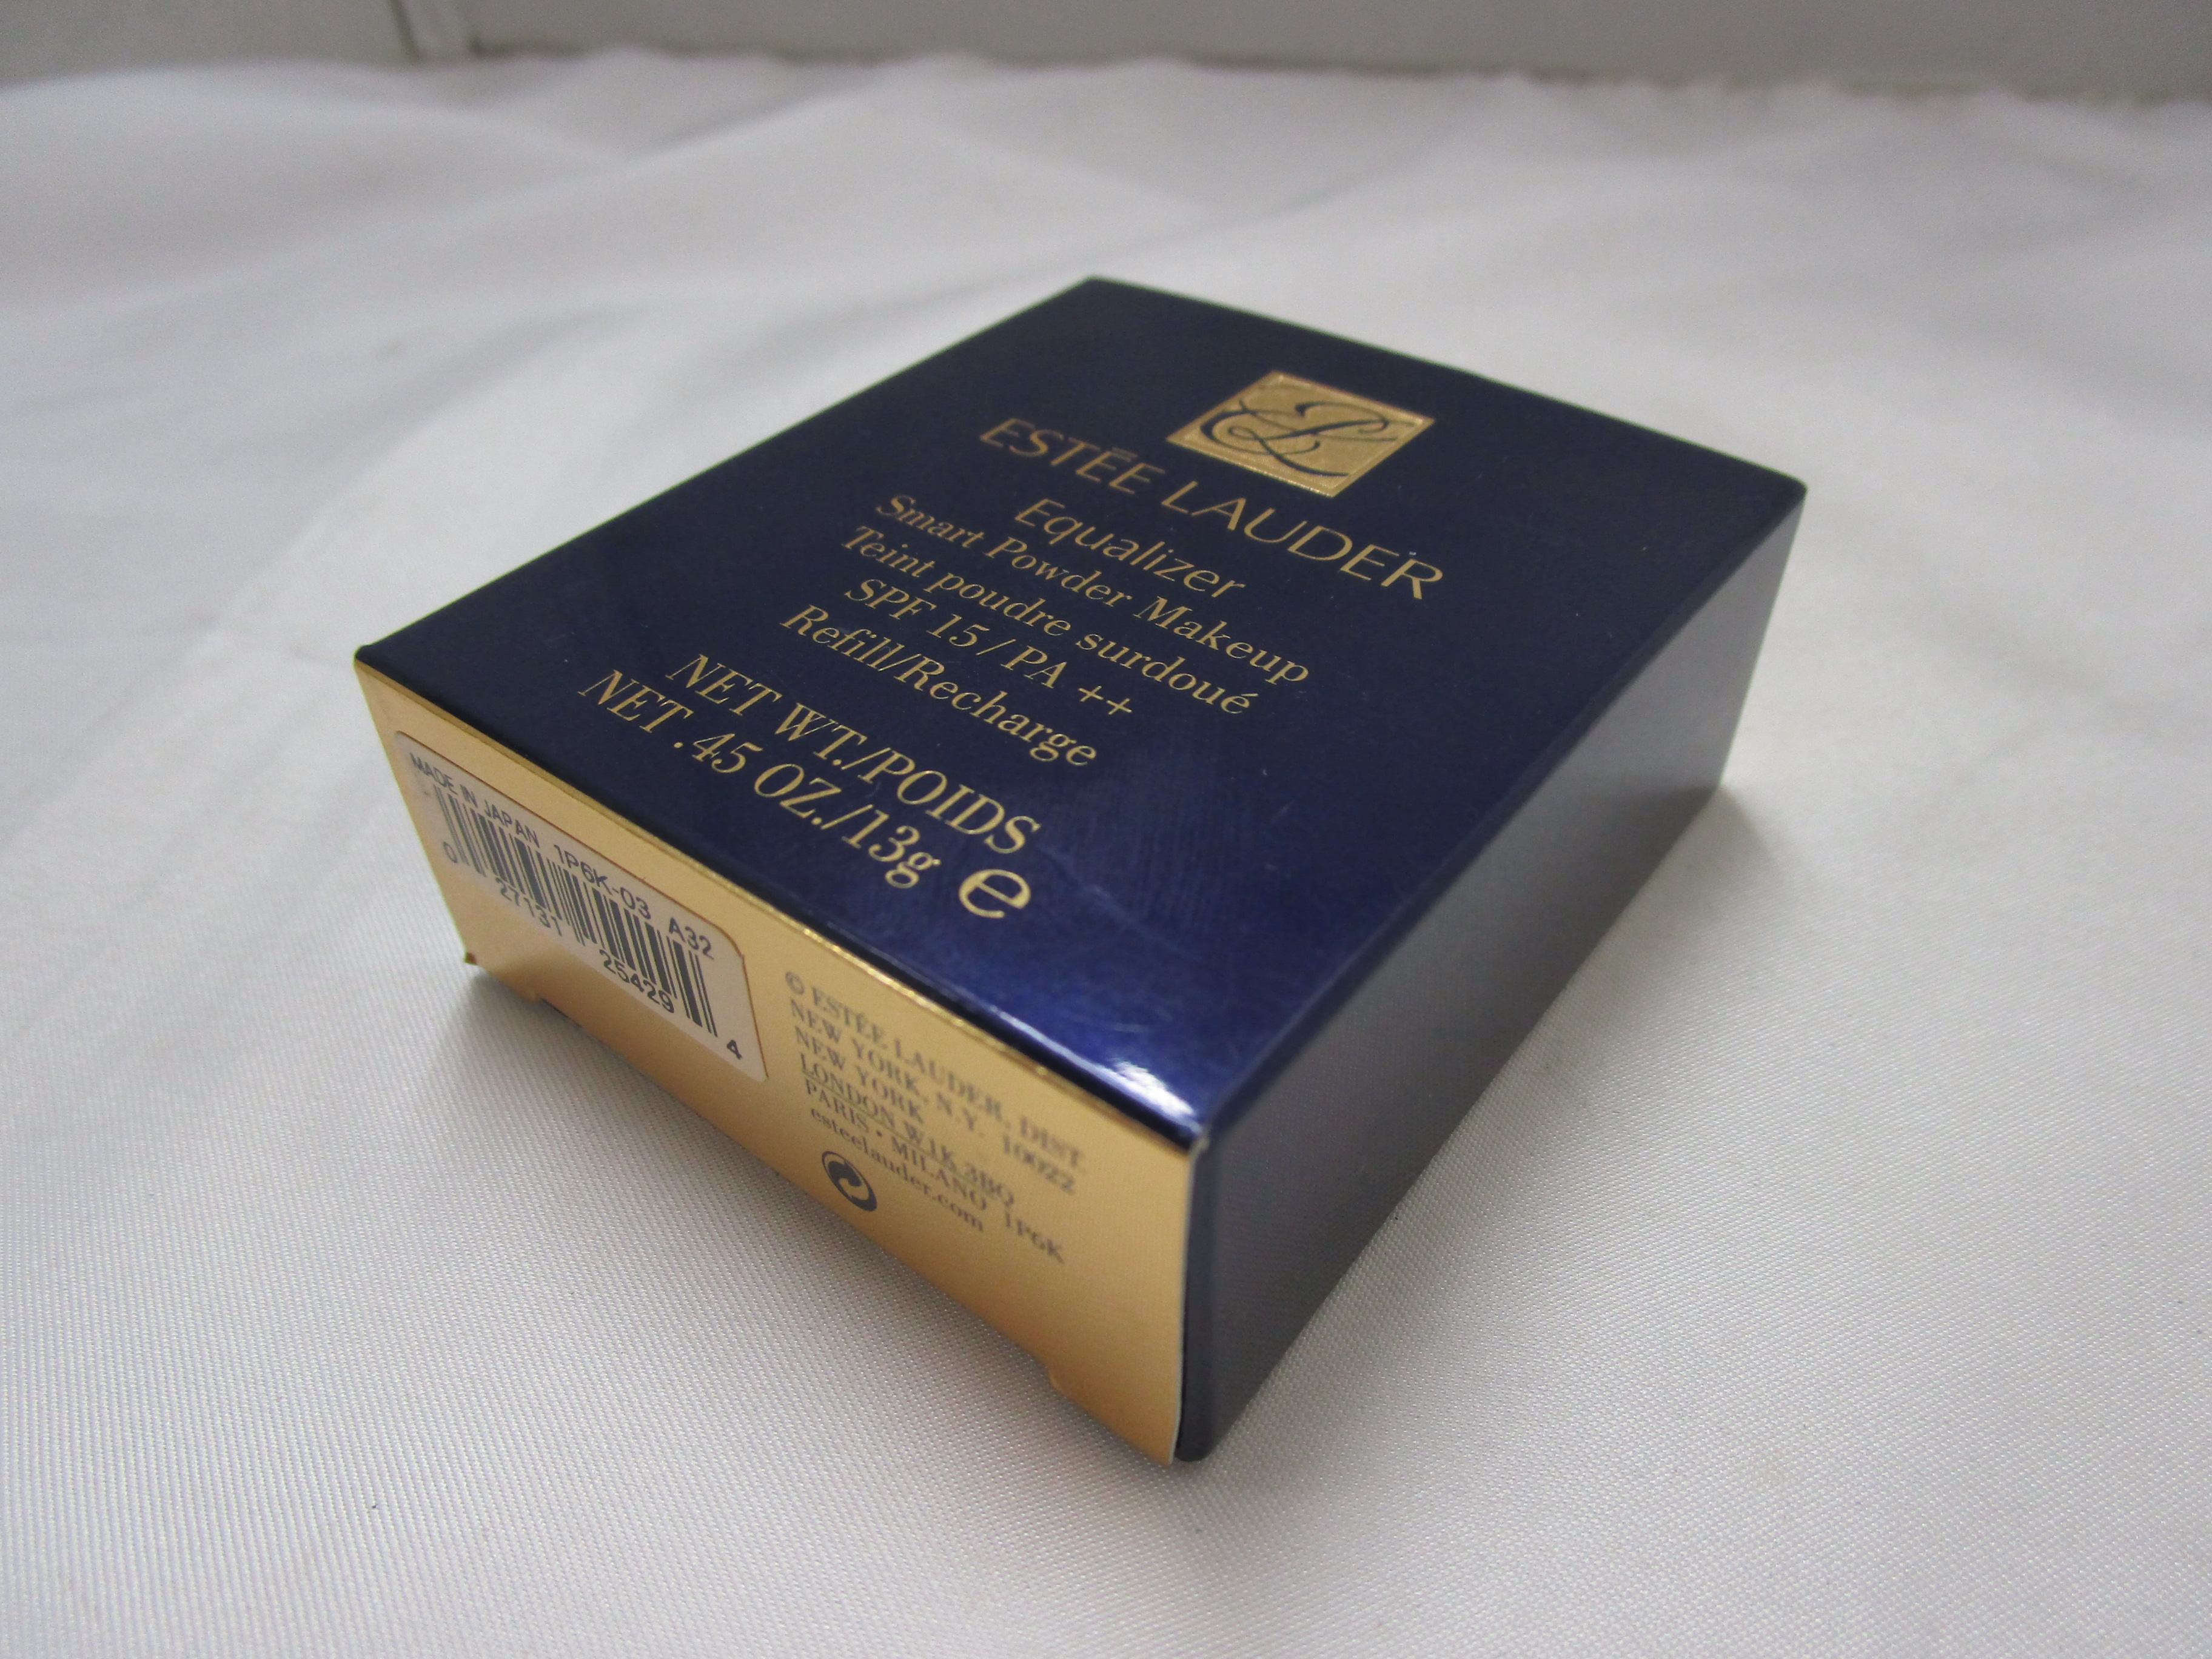 ESTĒE LAUDER
Equalizer
Smart Powder Makeup
Teint poudre surdoué
SPF 15 / PA ++
Refill/Recharge
NET WT./POIDS
NET .45 OZ./13g e
MADE IN JAPAN 1P6K-03 A32
0 27131 25429 4
© ESTÉE LAUDER, DIST.
NEW YORK, N.Y. 10022
NEW YORK
LONDON W1K 3BQ
PARIS • MILANO 1P6K
esteelauder.com